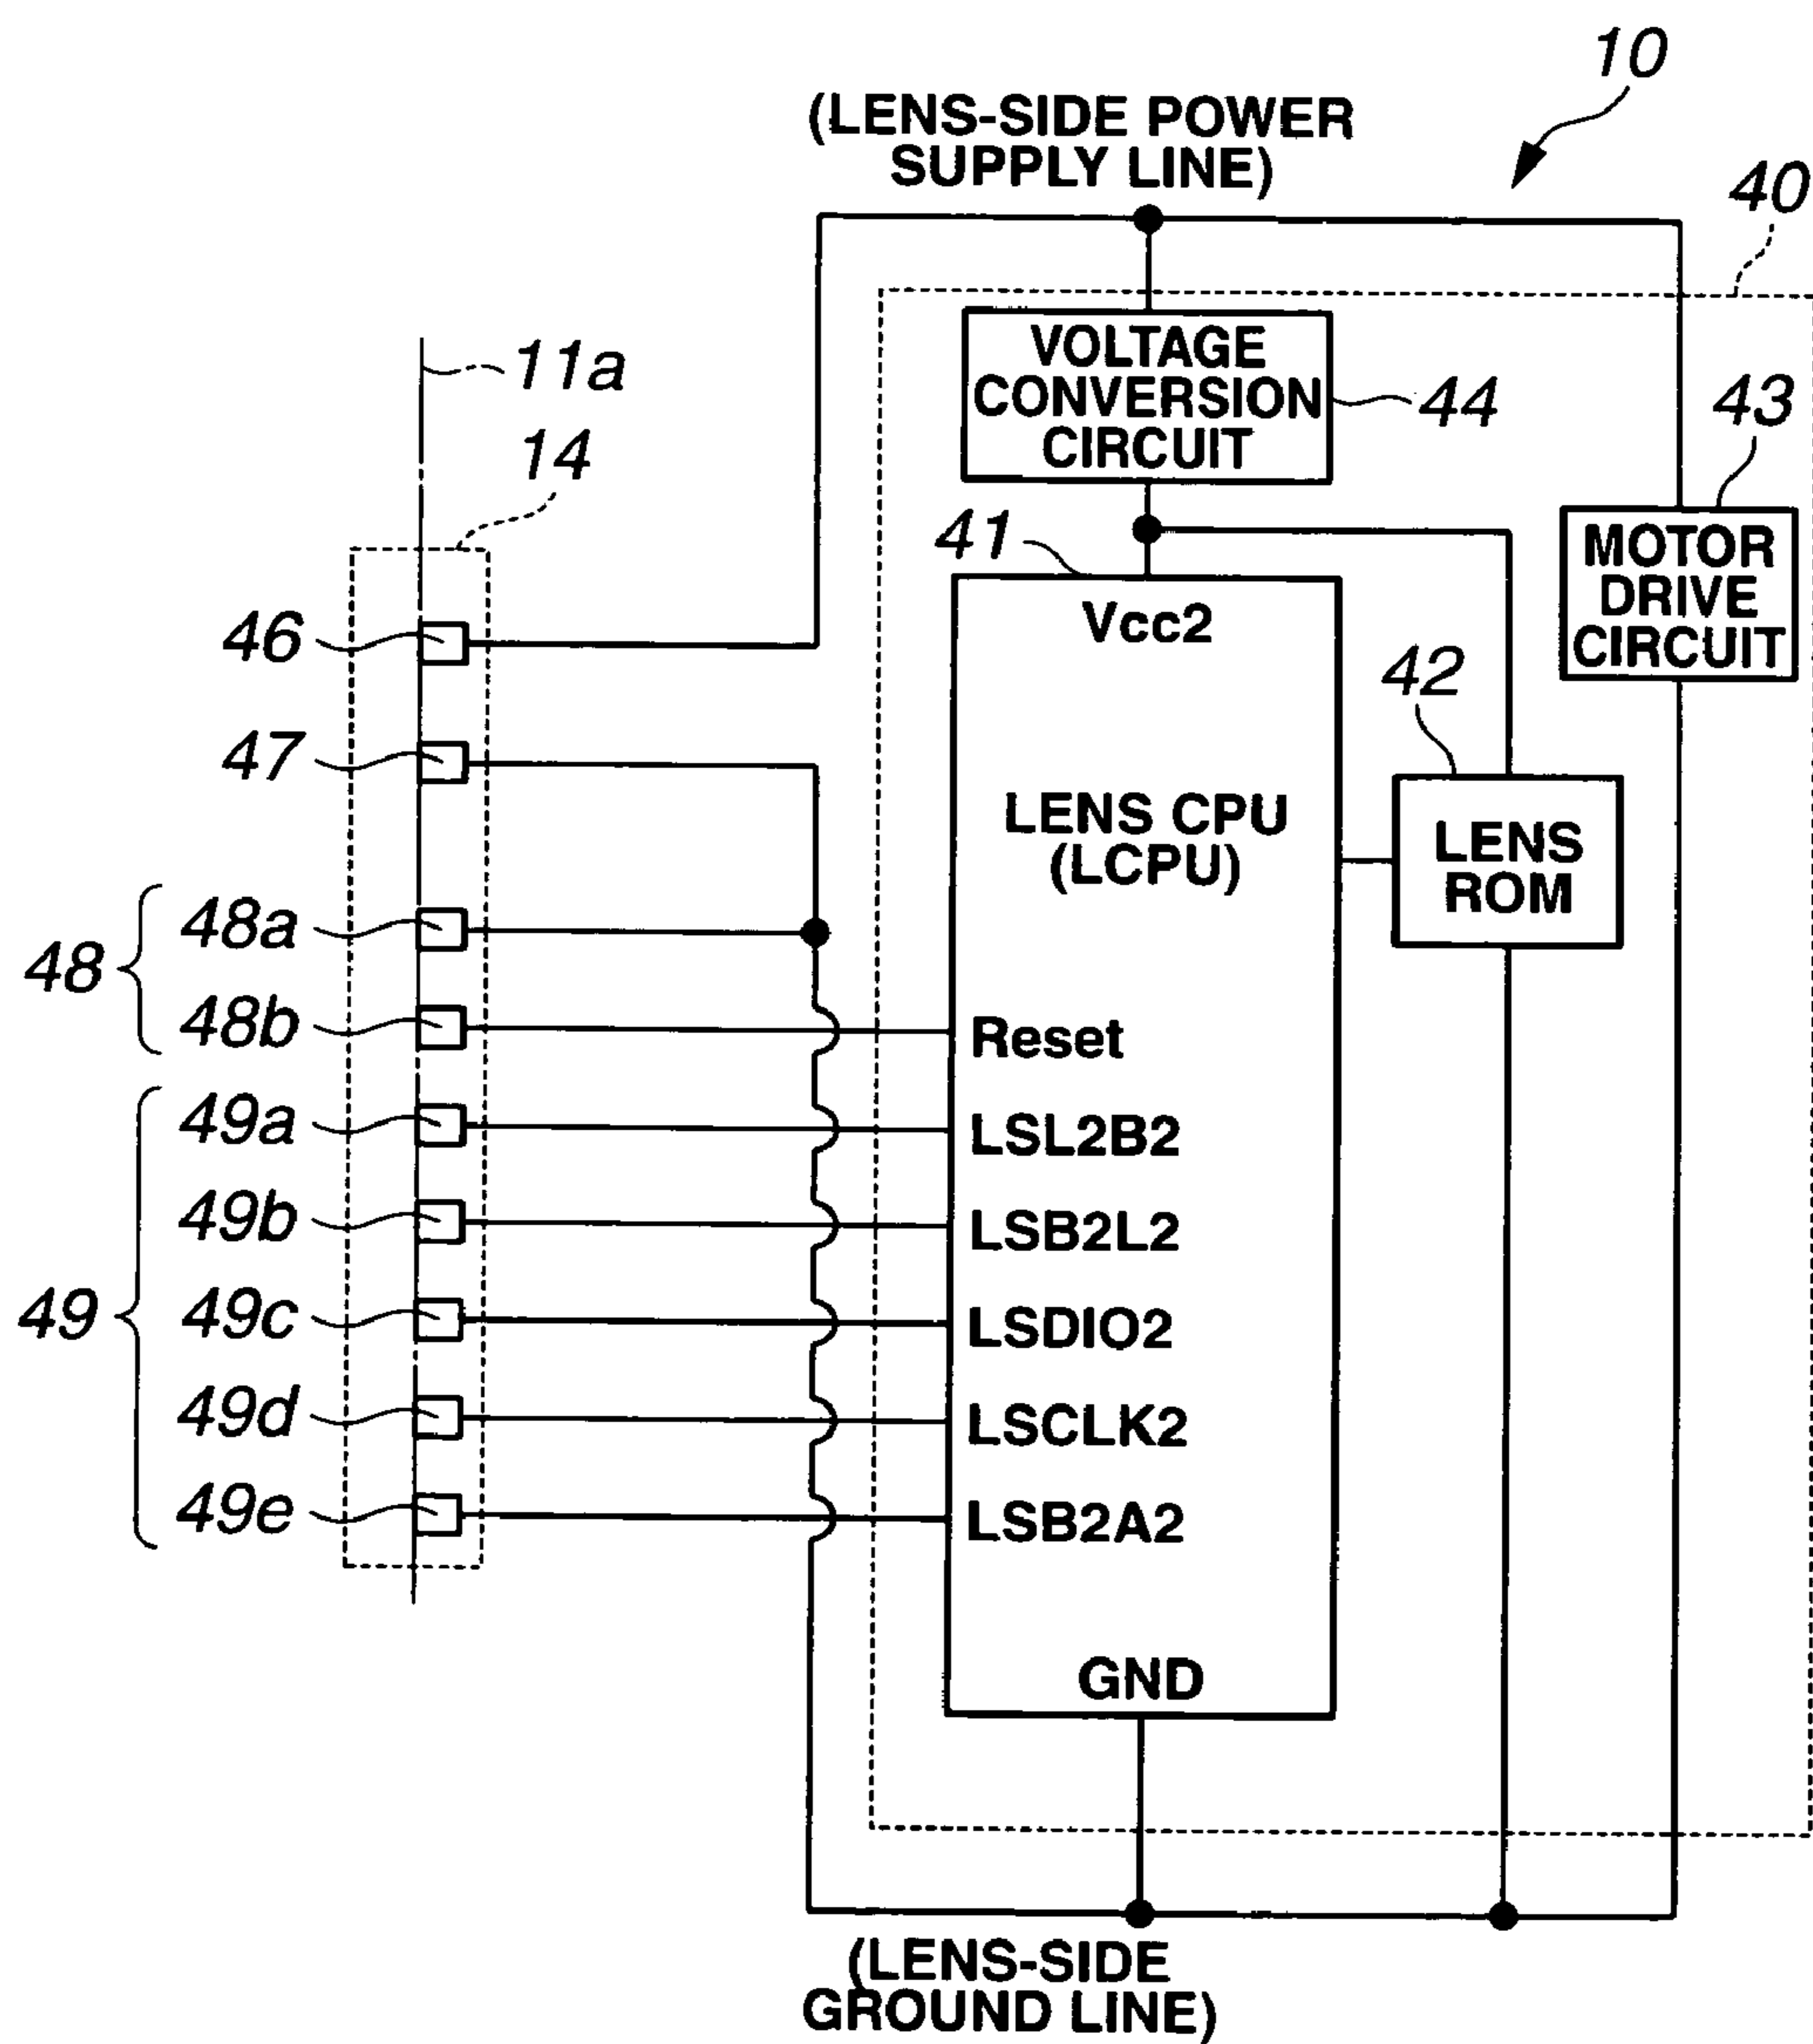 10
(LENS-SIDE POWER
SUPPLY LINE)
40
11a
14
VOLTAGE
CONVERSION
CIRCUIT
44
43
MOTOR
DRIVE
CIRCUIT
41
Vcc2
46
42
47
LENS CPU
(LCPU)
LENS
ROM
48
48a
48b
Reset
49
49a
LSL2B2
49b
LSB2L2
49c
LSDIO2
49d
LSCLK2
49e
LSB2A2
GND
(LENS-SIDE
GROUND LINE)